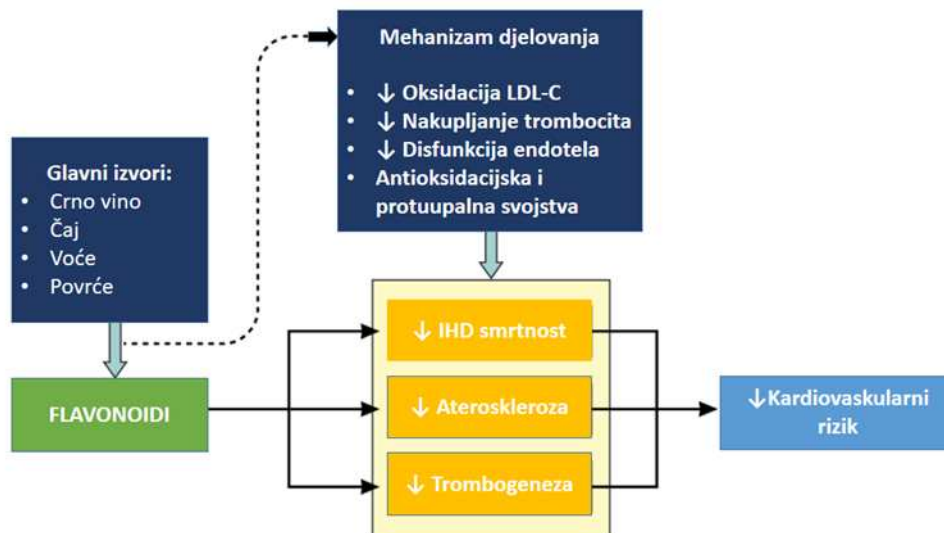 Mehanizam djelovanja
• ↓ Oksidacija LDL-C
• ↓ Nakupljanje trombocita
• ↓ Disfunkcija endotela
• Antioksidacijska i
protuupalna svojstva
Glavni izvori:
• Crno vino
• Čaj
• Voće
• Povrće
FLAVONOIDI
↓ IHD smrtnost
↓ Ateroskleroza
↓ Trombogeneza
↓Kardiovaskularni
rizik